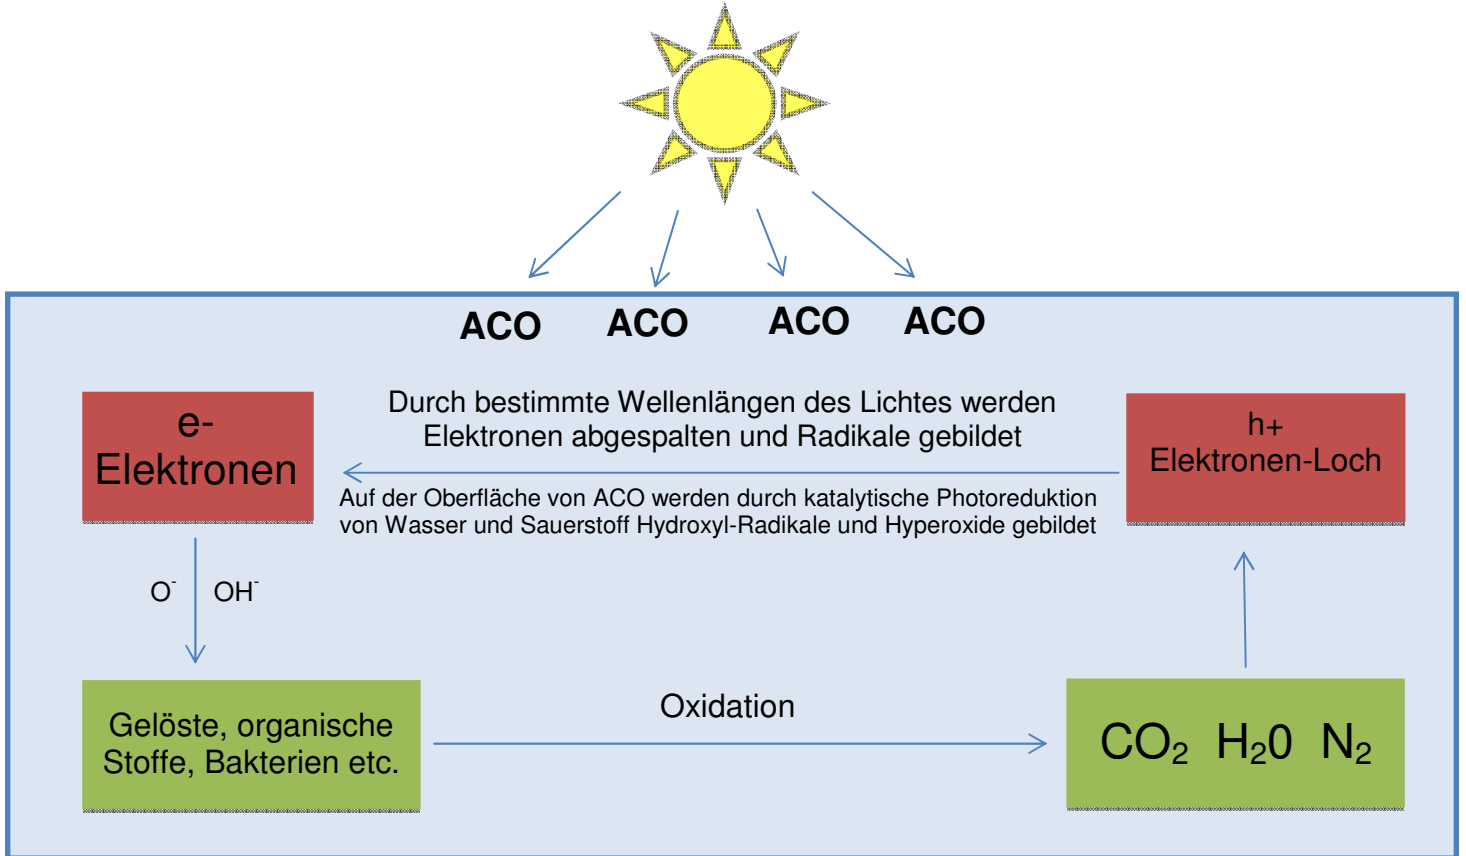 ACO ACO ACO ACO
Durch bestimmte Wellenlängen des Lichtes werden
Elektronen abgespalten und Radikale gebildet
e-
Elektronen
h+
Elektronen-Loch
Auf der Oberfläche von ACO werden durch katalytische Photoreduktion
von Wasser und Sauerstoff Hydroxyl-Radikale und Hyperoxide gebildet
O⁻ OH⁻
Gelöste, organische
Stoffe, Bakterien etc.
Oxidation
CO₂ H₂0 N₂